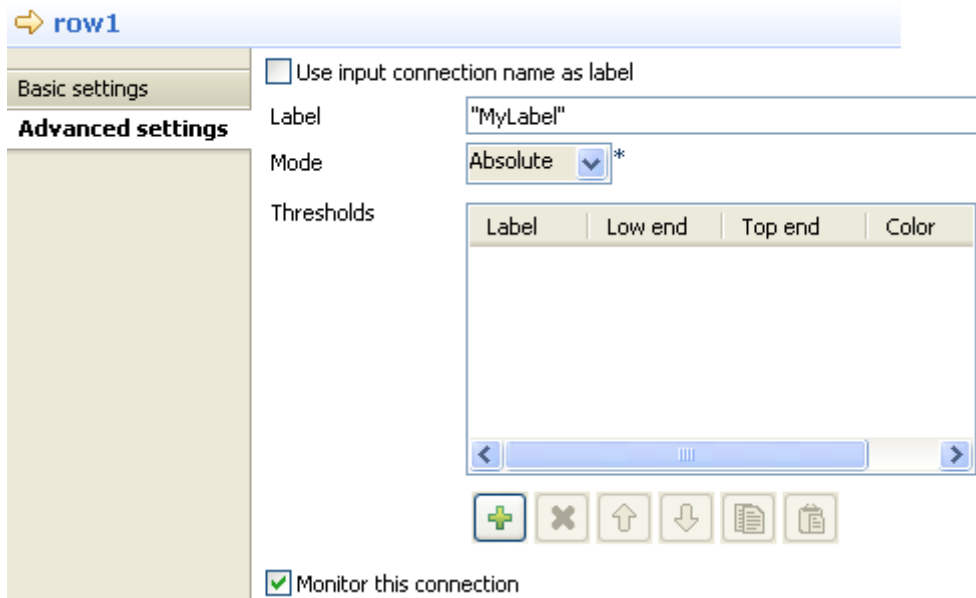 row1
Basic settings
Advanced settings
Use input connection name as label
Label "MyLabel"
Mode Absolute *
Thresholds
Label Low end Top end Color
Monitor this connection